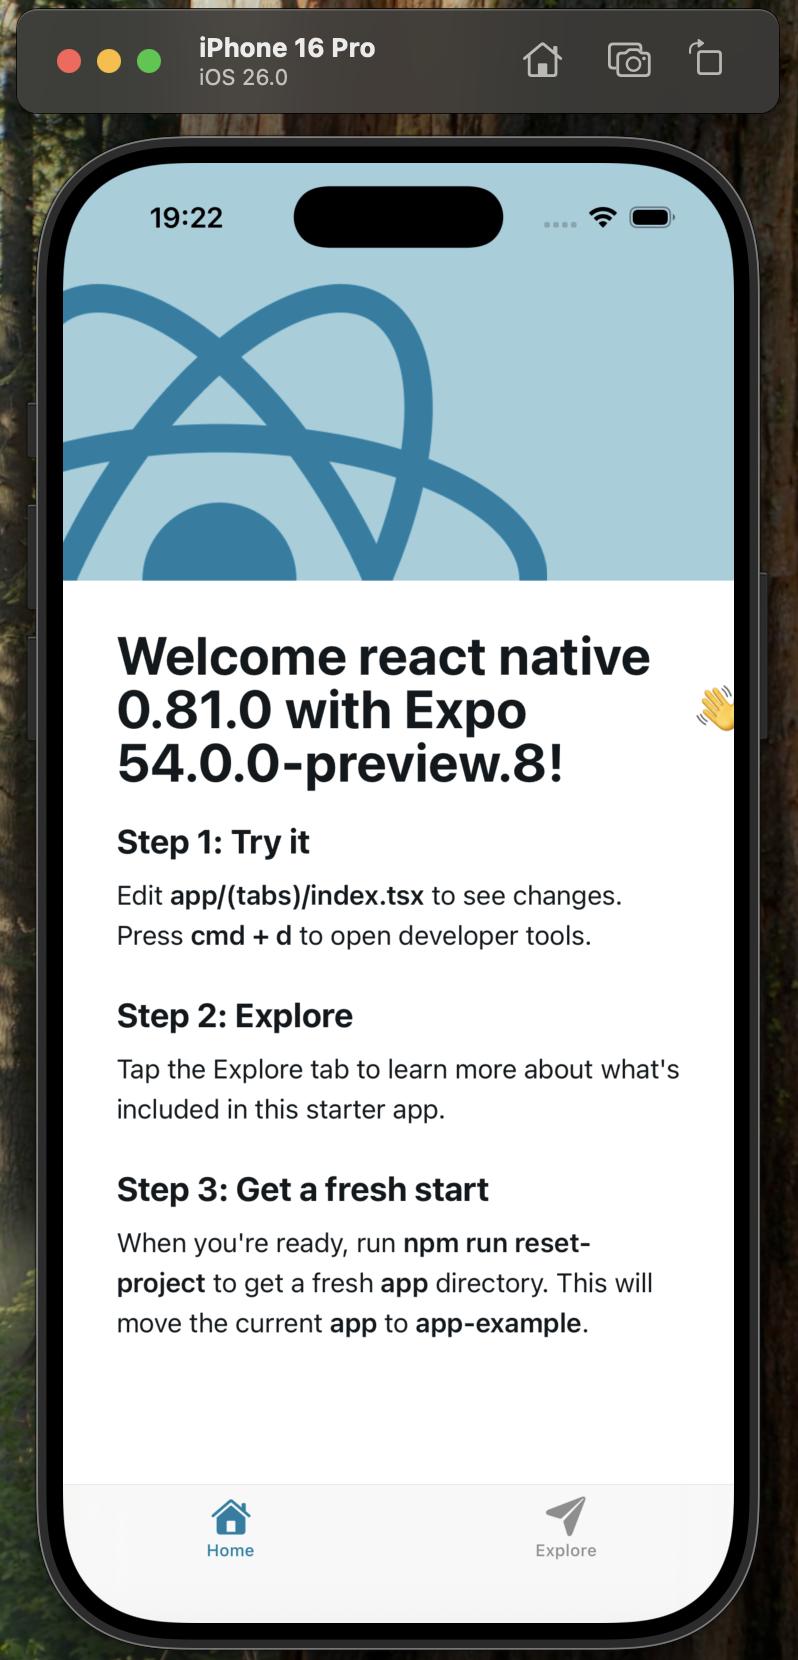 iPhone 16 Pro
iOS 26.0
19:22
Welcome react native
0.81.0 with Expo
54.0.0-preview.8!
Step 1: Try it
Edit app/(tabs)/index.tsx to see changes.
Press cmd + d to open developer tools.
Step 2: Explore
Tap the Explore tab to learn more about what's
included in this starter app.
Step 3: Get a fresh start
When you're ready, run npm run reset-
project to get a fresh app directory. This will
move the current app to app-example.
Home
Explore